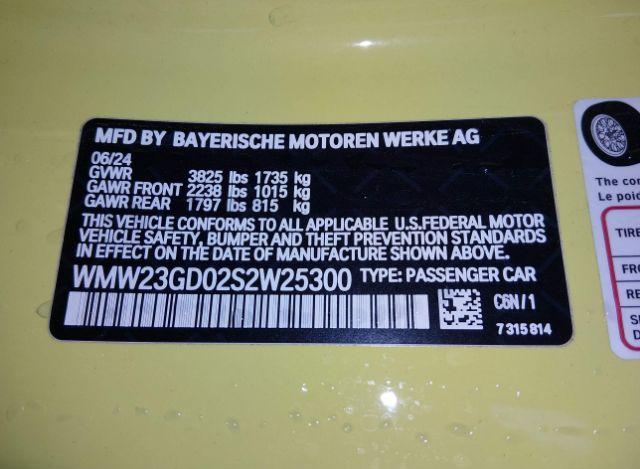 MFD BY BAYERISCHE MOTOREN WERKE AG
06/24
GVWR 3825 lbs 1735 kg
GAWR FRONT 2238 lbs 1015 kg
GAWR REAR 1797 lbs 815 kg
THIS VEHICLE CONFORMS TO ALL APPLICABLE U.S.FEDERAL MOTOR
VEHICLE SAFETY, BUMPER AND THEFT PREVENTION STANDARDS
IN EFFECT ON THE DATE OF MANUFACTURE SHOWN ABOVE.
WMW23GD02S2W25300 TYPE: PASSENGER CAR
C6N/1
7 315 814
The
Le
TIRE